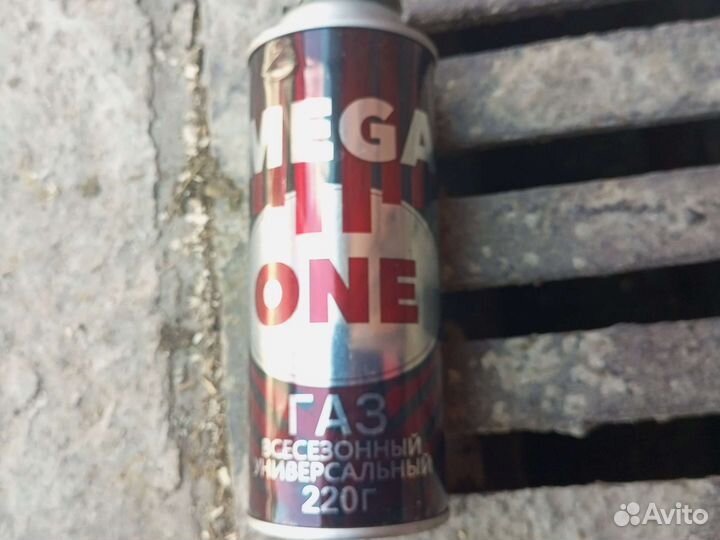 MEGA
ONE
ГАЗ
ВСЕСЕЗОННЫЙ
УНИВЕРСАЛЬНЫЙ
220Г
Avito